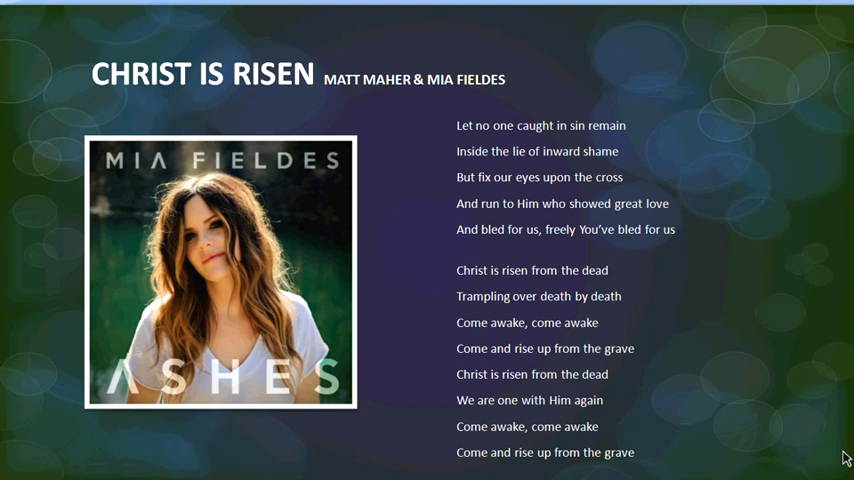 CHRIST IS RISEN MATT MAHER & MIA FIELDES
MIA FIELDES
ASHES
Let no one caught in sin remain
Inside the lie of inward shame
But fix our eyes upon the cross
And run to Him who showed great love
And bled for us, freely You've bled for us
Christ is risen from the dead
Trampling over death by death
Come awake, come awake
Come and rise up from the grave
Christ is risen from the dead
We are one with Him again
Come awake, come awake
Come and rise up from the grave